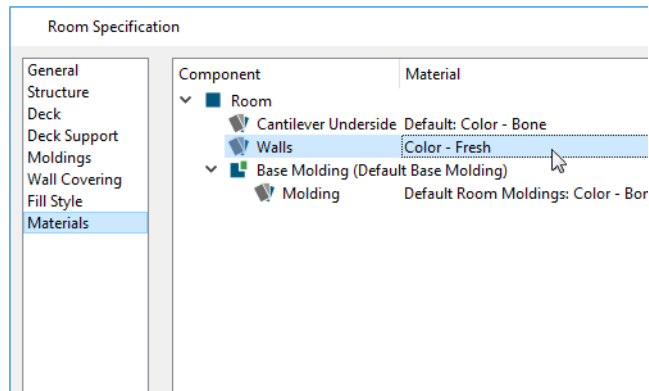 Room Specification
General
Structure
Deck
Deck Support
Moldings
Wall Covering
Fill Style
Materials
Component Material
Room
Cantilever Underside Default: Color - Bone
Walls Color - Fresh
Base Molding (Default Base Molding)
Molding Default Room Moldings: Color - Bor